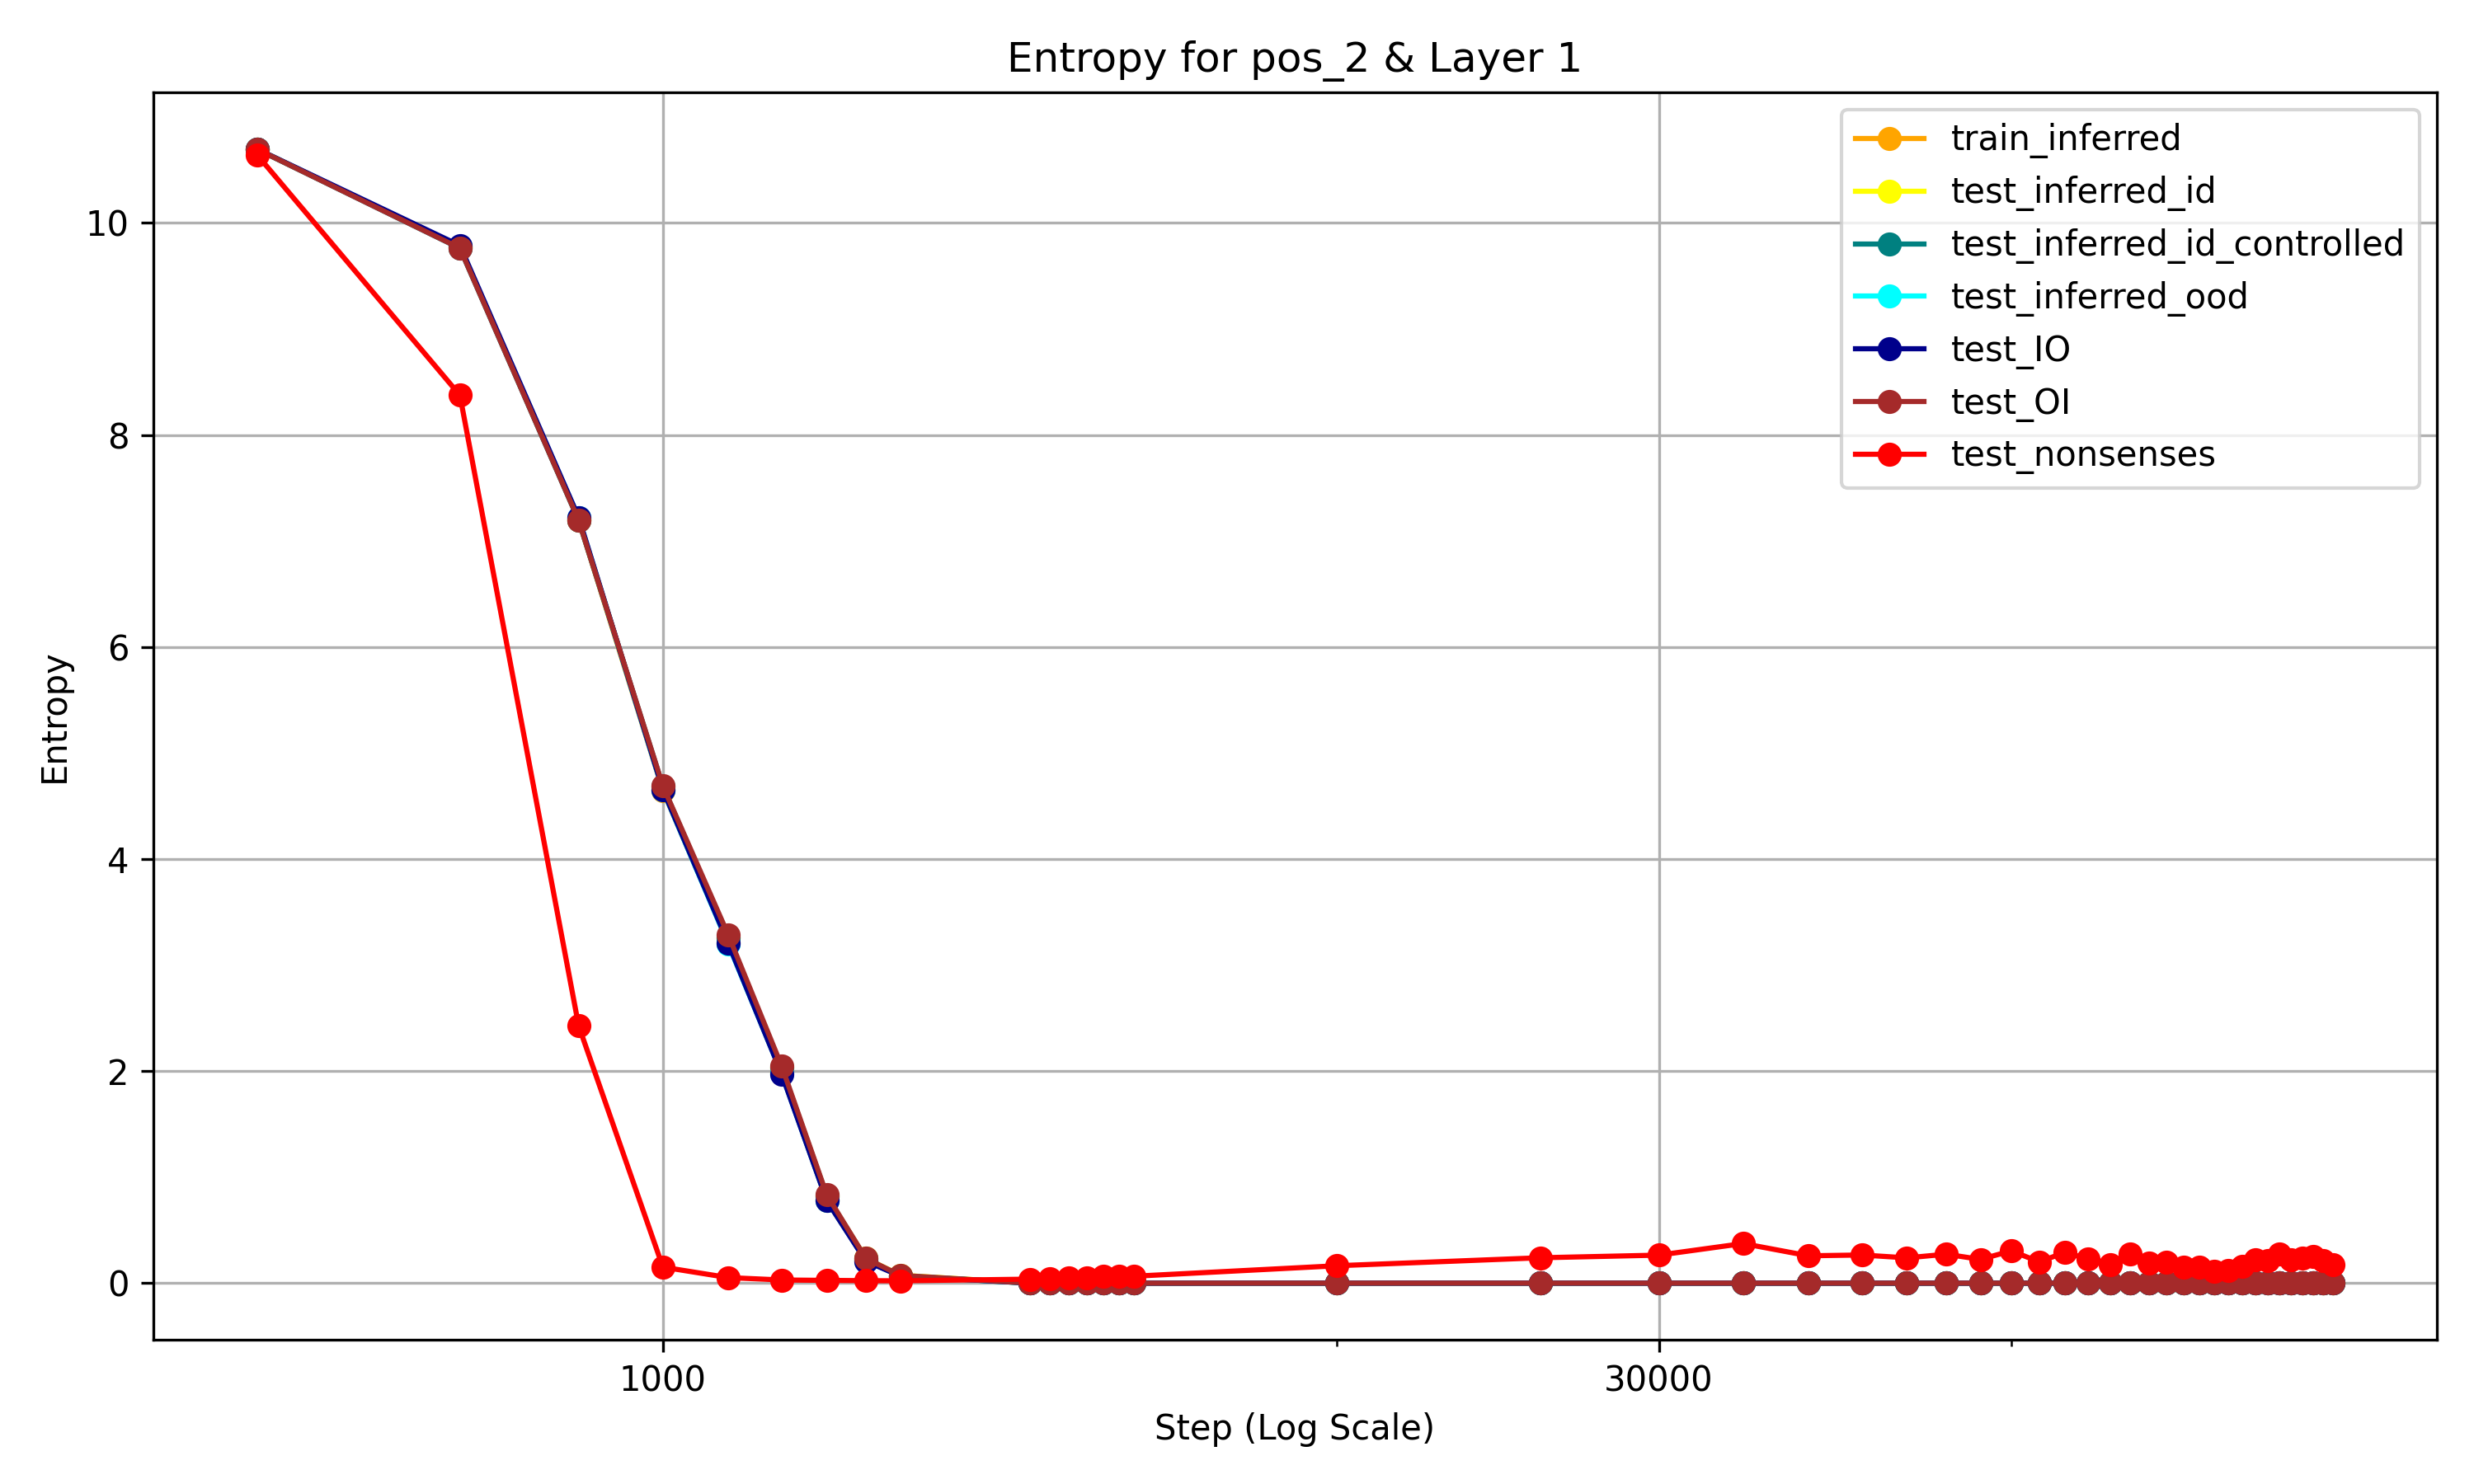 Entropy for pos_2 & Layer 1
train_inferred
test_inferred_id
test_inferred_id_controlled
test_inferred_ood
test_IO
test_OI
test_nonsenses
Entropy
10
8
6
4
2
0
1000
30000
Step (Log Scale)